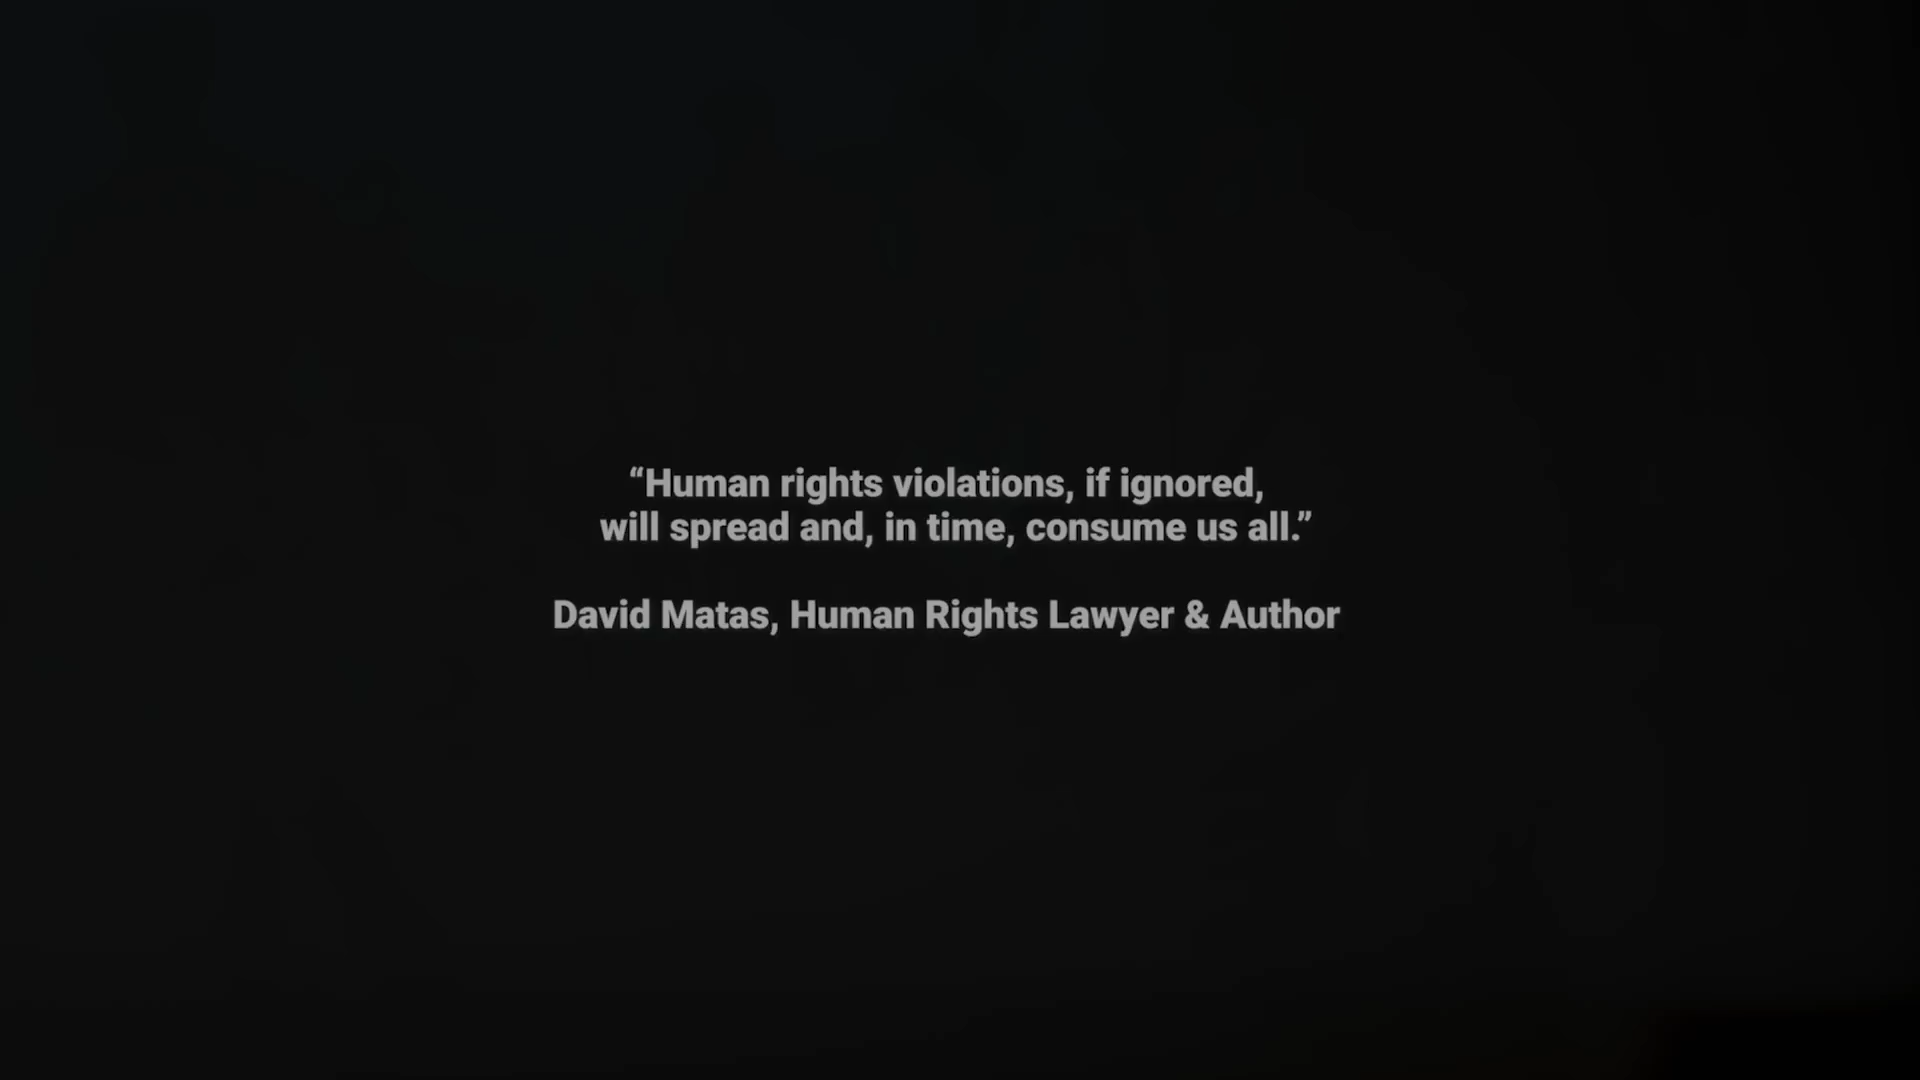 “Human rights violations, if ignored,
will spread and, in time, consume us all.”
David Matas, Human Rights Lawyer & Author